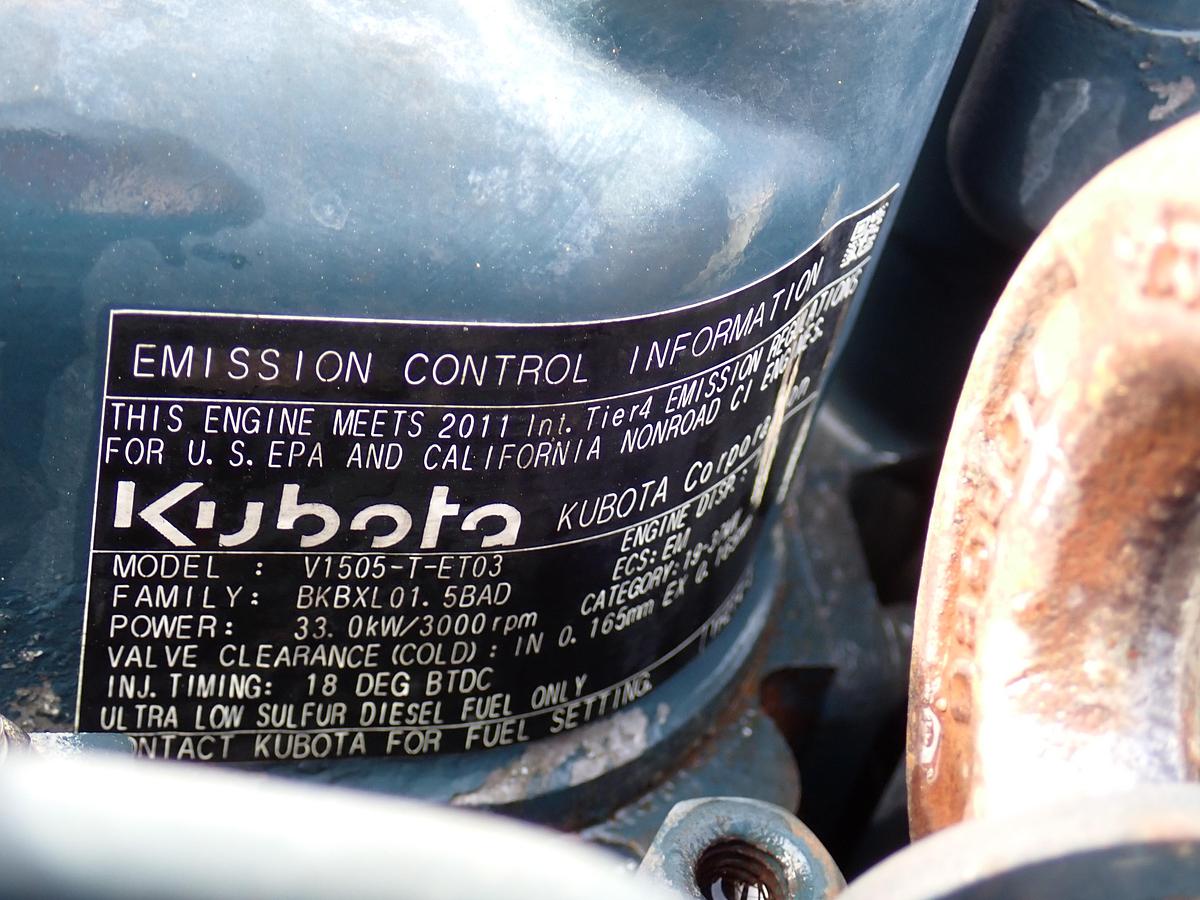 EMISSION CONTROL INFORMATION
THIS ENGINE MEETS 2011 Int. Tier4 EMISSION REGULATIONS
FOR U.S. EPA AND CALIFORNIA NONROAD CI ENGINES.
Kubota KUBOTA Corporation
MODEL : V1505-T-ET03 ENGINE DISP. :
FAMILY: BKBXL01.5BAD ECS: EM
POWER: 33.0kW/3000rpm CATEGORY:
VALVE CLEARANCE (COLD) : IN 0.165mm EX
INJ. TIMING: 18 DEG BTDC
ULTRA LOW SULFUR DIESEL FUEL ONLY
ONTACT KUBOTA FOR FUEL SETTING.